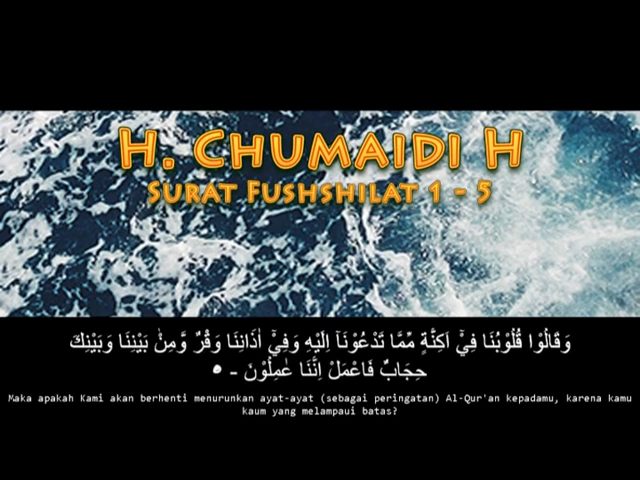 H. CHUMAIDI H
SURAT FUSHSHILAT 1 - 5
وَقَالُوْا قُلُوْبُنَا فِيْٓ اَكِنَّةٍ مِّمَّا تَدْعُوْنَآ اِلَيْهِ وَفِيْٓ اٰذَانِنَا وَقْرٌ وَّمِنْۢ بَيْنِنَا وَبَيْنِكَ
حِجَابٌ فَاعْمَلْ اِنَّنَا عٰمِلُوْنَ - ٥
Maka apakah Kami akan berhenti menurunkan ayat-ayat (sebagai peringatan) Al-Qur'an kepadamu, karena kamu
kaum yang melampaui batas?